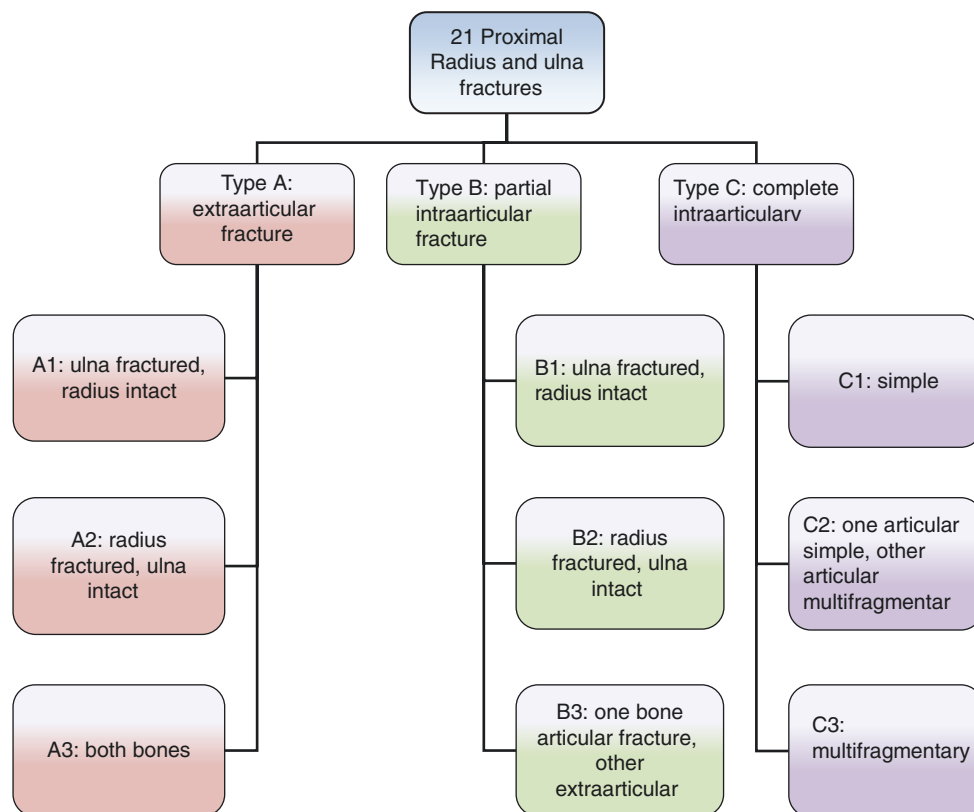 21 Proximal
Radius and ulna
fractures
Type A:
extraarticular
fracture
Type B: partial
intraarticular
fracture
Type C: complete
intraarticularv
A1: ulna fractured,
radius intact
B1: ulna fractured,
radius intact
C1: simple
A2: radius
fractured, ulna
intact
B2: radius
fractured, ulna
intact
C2: one articular
simple, other
articular
multifragmentar
A3: both bones
B3: one bone
articular fracture,
other
extraarticular
C3:
multifragmentary